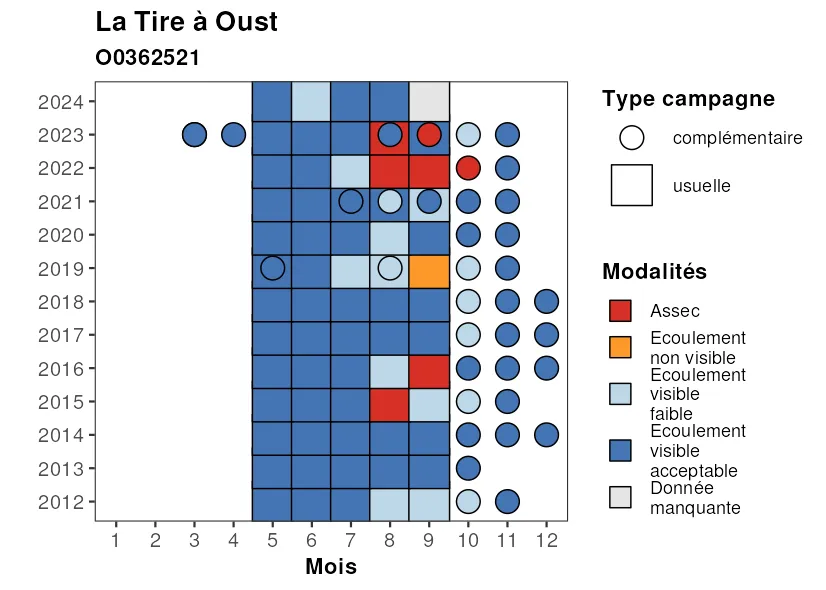 La Tire à Oust
O0362521
2024
2023
2022
2021
2020
2019
2018
2017
2016
2015
2014
2013
2012
1 2 3 4 5 6 7 8 9 10 11 12
Mois
Type campagne
complémentaire
usuelle
Modalités
Assec
Ecoulement
non visible
Ecoulement
visible
faible
Ecoulement
visible
acceptable
Donnée
manquante